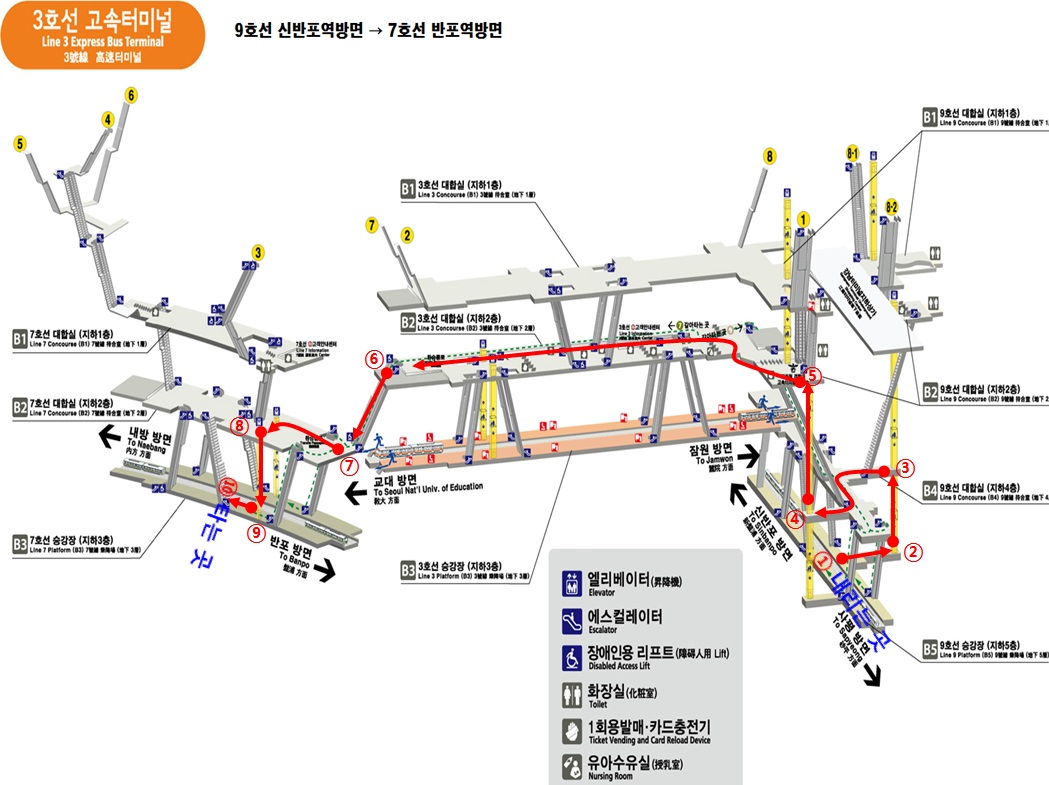 3호선 고속터미널
Line 3 Express Bus Terminal
3號線 高速터미널
9호선 신반포역방면 → 7호선 반포역방면
6
4
5
3
7
2
8
8-1
1
8-2
B1 9호선 대합실 (지하1층)
Line 9 Concourse (B1) 9號線 待合室 (地下 1
B1 3호선 대합실 (지하1층)
Line 3 Concourse (B1) 3號線 待合室 (地下 1層)
B2 3호선 대합실 (지하2층)
Line 3 Concourse (B2) 3號線 待合室 (地下 2層)
B1 7호선 대합실 (지하1층)
Line 7 Concourse (B1) 7號線 待合室 (地下 1層)
B2 7호선 대합실 (지하2층)
Line 7 Concourse (B2) 7號線 待合室 (地下 2層)
B2 9호선 대합실 (지하2층)
Line 9 Concourse (B2) 9號線 待合室 (地下 2
갈아타는 곳
⑥
⑤
⑧
⑦
③
④
②
①
⑨
⑩
내방 방면
To Naebang
內方 方面
교대 방면
To Seoul Nat'l Univ. of Education
敎大 方面
잠원 방면
To Jamwon
蠶院 方面
B4 9호선 대합실 (지하4층)
Line 9 Concourse (B4) 9號線 待合室 (地下 4
신반포 방면
To Sinbanpo
新盤浦 方面
타는 곳
내리는 곳
B3 7호선 승강장 (지하3층)
Line 7 Platform (B3) 7號線 乘降場 (地下 3層)
반포 방면
To Banpo
盤浦 方面
B3 3호선 승강장 (지하3층)
Line 3 Platform (B3) 3號線 乘降場 (地下 3層)
사평 방면
To Sapyeong
砂平 方面
B5 9호선 승강장 (지하5층)
Line 9 Platform (B5) 9號線 乘降場 (地下 5層
엘리베이터(昇降機)
Elevator
에스컬레이터
Escalator
장애인용 리프트(障碍人用 Lift)
Disabled Access Lift
화장실(化粧室)
Toilet
1회용발매·카드충전기
Ticket Vending and Card Reload Device
유아수유실(授乳室)
Nursing Room